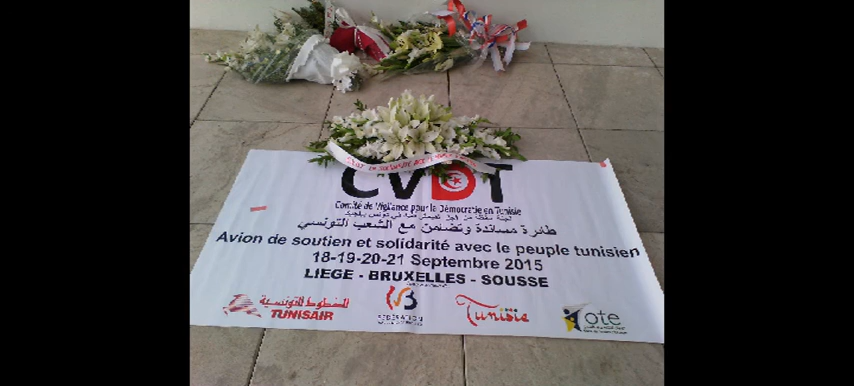 CVDT
Comité de Vigilance pour la Démocratie en Tunisie
طائرة مساندة وتضامن مع الشعب التونسي
Avion de soutien et solidarité avec le peuple tunisien
18-19-20-21 Septembre 2015
LIEGE - BRUXELLES - SOUSSE
الخطوط التونسية
TUNISAIR
FÉDÉRATION
Tunisie
ote